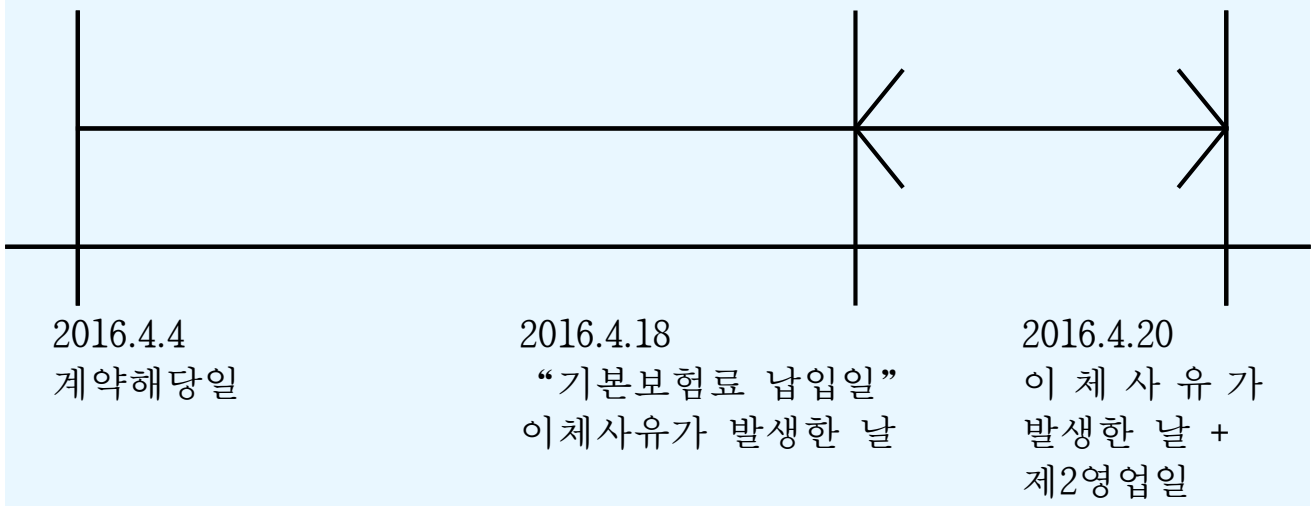 2016.4.4
계약해당일
2016.4.18
“기본보험료 납입일”
이체사유가 발생한 날
2016.4.20
이 체 사 유 가
발생한 날 +
제2영업일